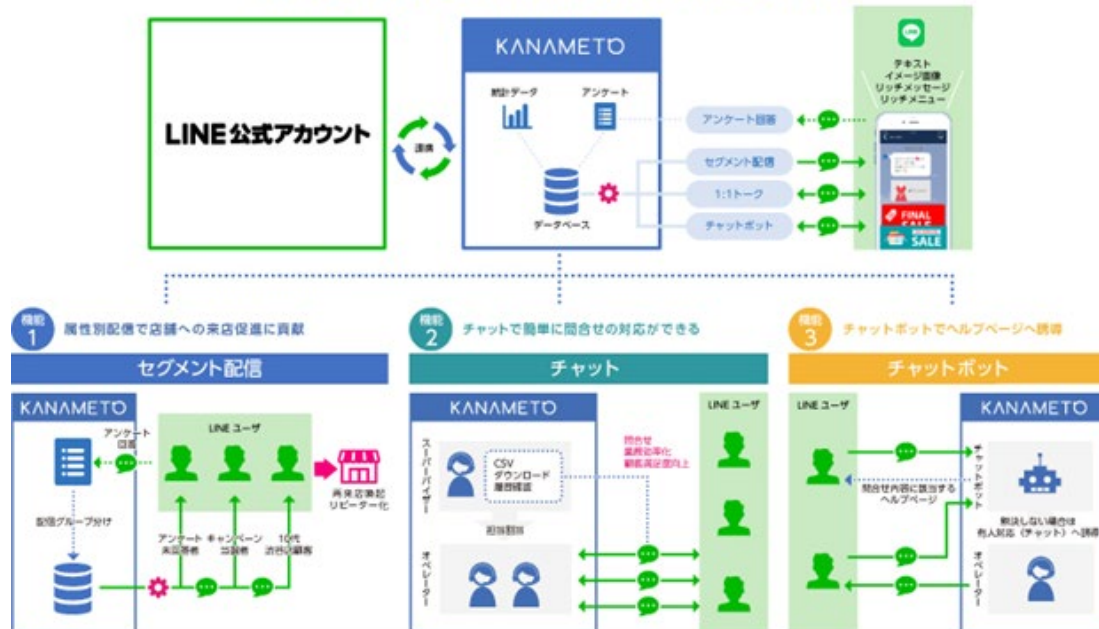 LINE公式アカウント
連携
KANAMETO
統計データ
アンケート
データベース
アンケート回答
セグメント配信
1:1トーク
チャットボット
LINE
テキスト
イメージ画像
リッチメッセージ
リッチメニュー
FINAL
SALE
SALE
機能
1
属性別配信で店舗への来店促進に貢献
セグメント配信
KANAMETO
アンケート
回答
LINEユーザ
再来店喚起
リピーター化
配信グループ分け
アンケート
未回答者
キャンペーン
当選者
10代
渋谷店顧客
機能
2
チャットで簡単に問合せの対応ができる
チャット
KANAMETO
LINEユーザ
スーパーバイザー
CSV
ダウンロード
履歴確認
問合せ
業務効率化
顧客満足度向上
担当割当
オペレーター
機能
3
チャットボットでヘルプページへ誘導
チャットボット
LINEユーザ
KANAMETO
チャットボット
問合せ内容に該当する
ヘルプページ
解決しない場合は
有人対応（チャット）へ誘導
オペレーター